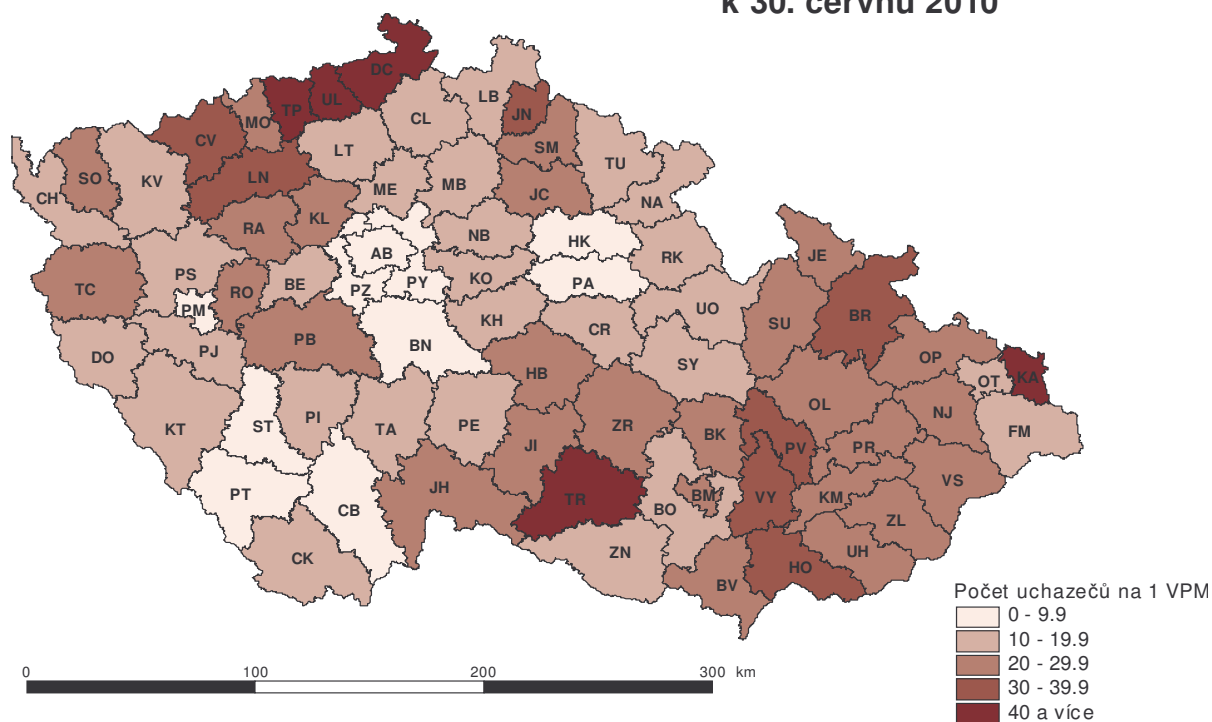 k 30. červnu 2010
DC
UL
TP
LB
JN
MO
CL
CV
SM
LT
TU
LN
SO
KV
ME
MB
JC
CH
NA
KL
RA
NB
HK
AB
RK
JE
PS
KO
PY
PA
BE
PZ
TC
RO
PM
UO
BR
KH
SU
CR
PB
BN
PJ
DO
OP
SY
HB
OT
KA
OL
NJ
PI
ST
PE
ZR
KT
TA
BK
FM
JI
PV
PR
VS
JH
PT
TR
BM
VY
KM
CB
BO
ZL
ZN
UH
CK
HO
BV
Počet uchazečů na 1 VPM
0 - 9.9
10 - 19.9
20 - 29.9
30 - 39.9
40 a více
0 100 200 300 km